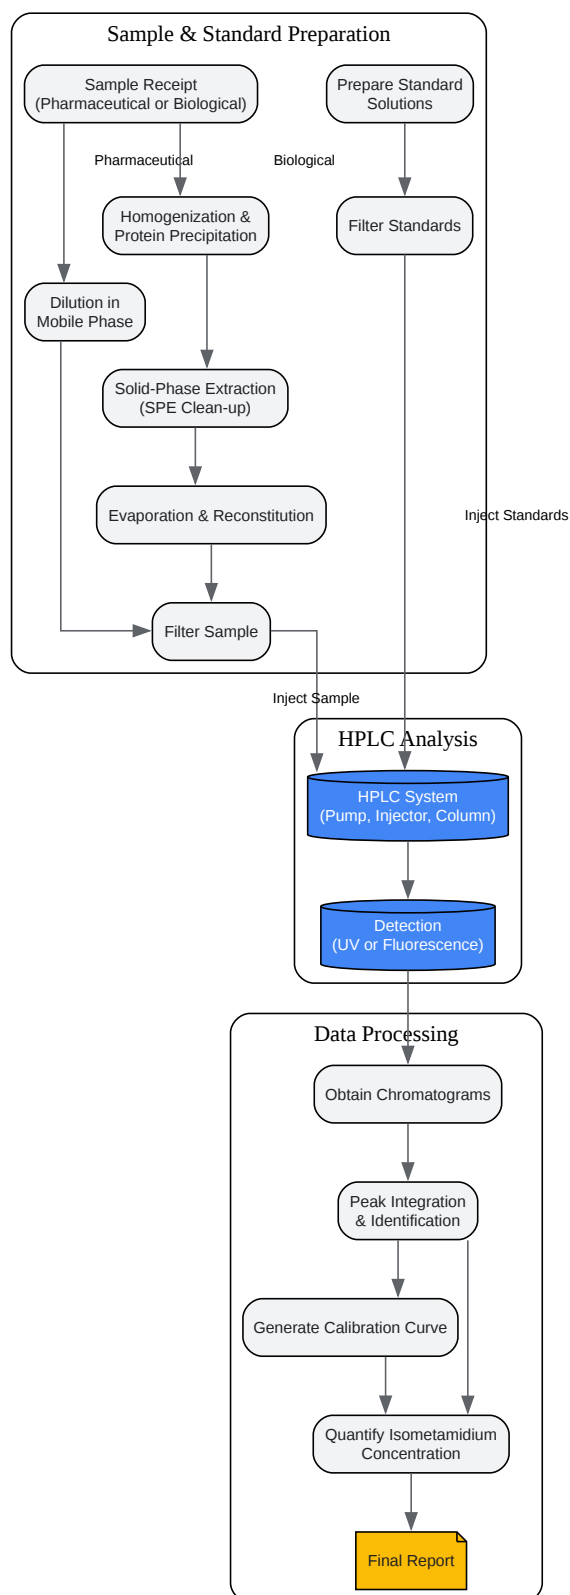 Sample & Standard Preparation
Sample Receipt
(Pharmaceutical or Biological)
Prepare Standard
Solutions
Pharmaceutical
Biological
Homogenization &
Protein Precipitation
Filter Standards
Dilution in
Mobile Phase
Solid-Phase Extraction
(SPE Clean-up)
Evaporation & Reconstitution
Inject Standards
Filter Sample
Inject Sample
HPLC Analysis
HPLC System
(Pump, Injector, Column)
Detection
(UV or Fluorescence)
Data Processing
Obtain Chromatograms
Peak Integration
& Identification
Generate Calibration Curve
Quantify Isometamidium
Concentration
Final Report